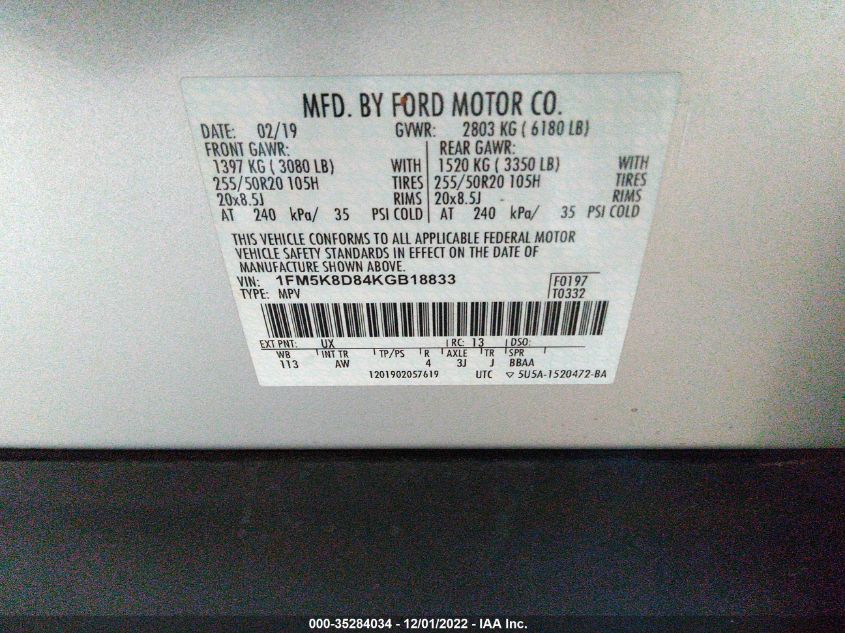 MFD. BY FORD MOTOR CO.
DATE: 02/19 GVWR: 2803 KG ( 6180 LB)
FRONT GAWR: REAR GAWR:
1397 KG ( 3080 LB) WITH 1520 KG ( 3350 LB) WITH
255/50R20 105H TIRES 255/50R20 105H TIRES
20x8.5J RIMS 20x8.5J RIMS
AT 240 kPa/ 35 PSI COLD AT 240 kPa/ 35 PSI COLD
THIS VEHICLE CONFORMS TO ALL APPLICABLE FEDERAL MOTOR
VEHICLE SAFETY STANDARDS IN EFFECT ON THE DATE OF
MANUFACTURE SHOWN ABOVE.
VIN: 1FM5K8D84KGB18833 F0197
TYPE: MPV T0332
EXT PNT: UX RC: 13 DSO:
WB INT TR TP/PS R AXLE TR SPR
113 AW 4 3J J BBAA
1201902057619 UTC ▽ 5U5A-1520472-BA
000-35284034 - 12/01/2022 - IAA Inc.